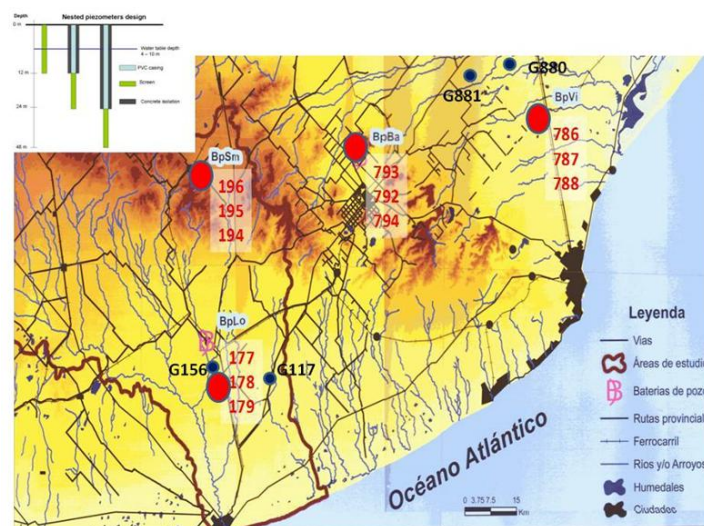 Nested piezometers design
Depth
0 m
Water table depth
4 – 10 m
PVC casing
12 m
Screen
24 m
Concrete isolation
48 m
G880
G881
BpVi
786
787
788
BpBa
793
792
794
BpSm
196
195
194
BpLo
G156
177
178
179
G117
Océano Atlántico
0 3.75 7.5 15
Km
Leyenda
Vias
Áreas de estudi
Baterias de pozo
Rutas provincial
Ferrocarril
Ríos y/o Arroyos
Humedales
Ciudades